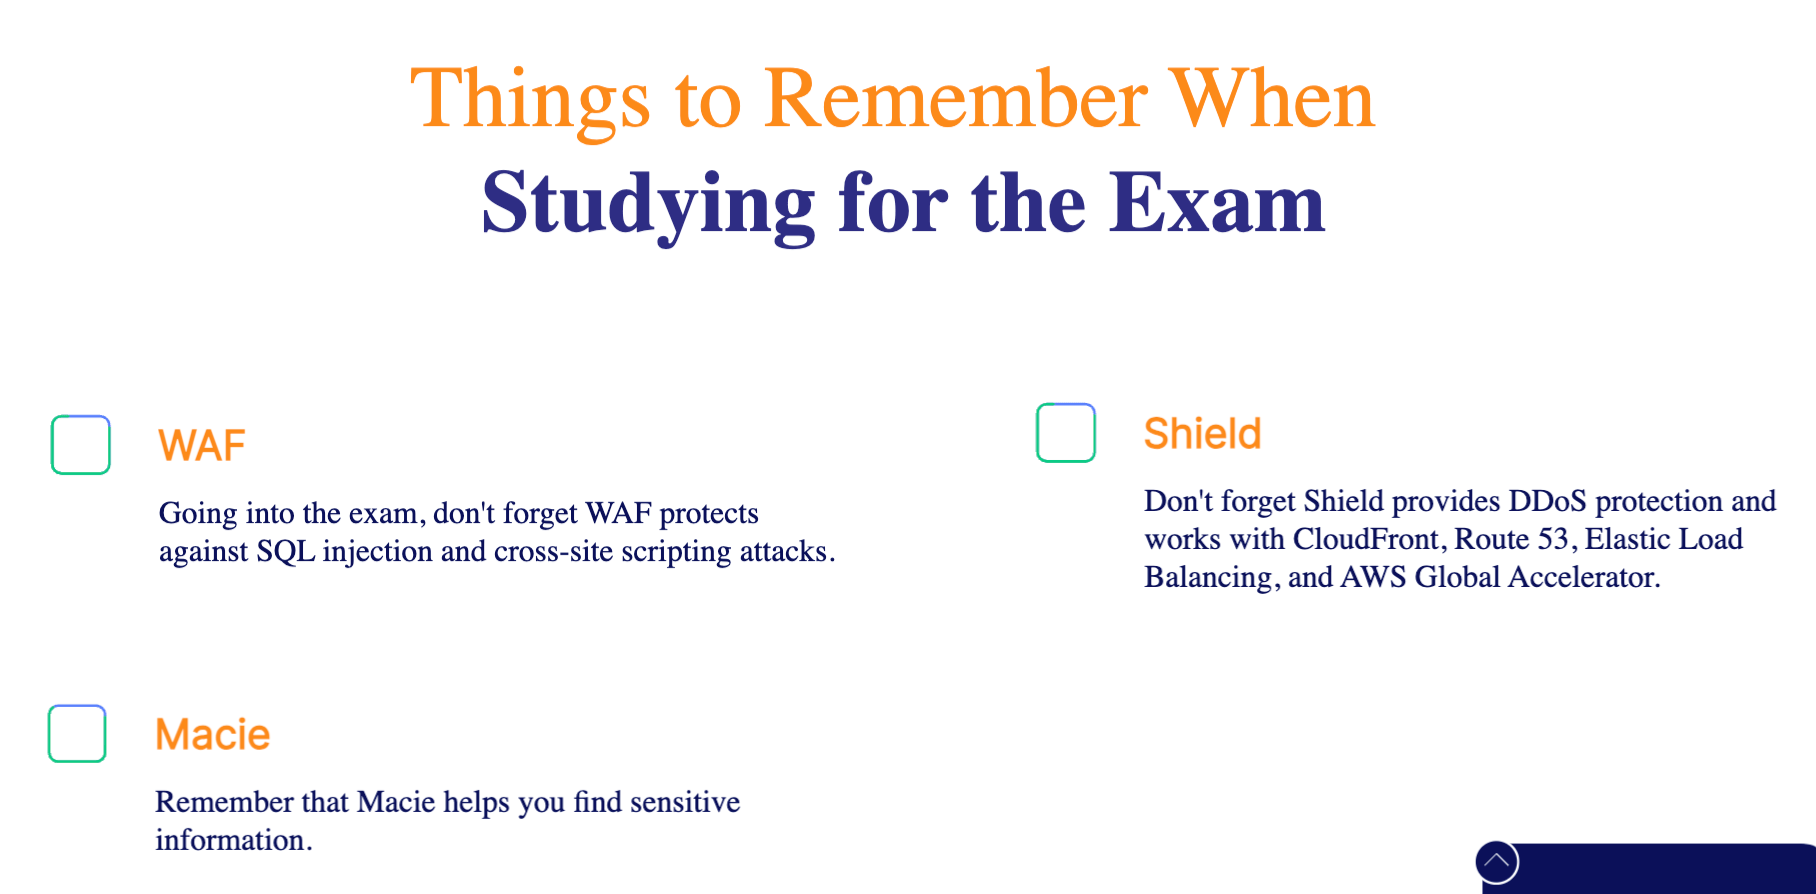 Things to Remember When
Studying for the Exam
WAF
Going into the exam, don't forget WAF protects
against SQL injection and cross-site scripting attacks.
Shield
Don't forget Shield provides DDoS protection and
works with CloudFront, Route 53, Elastic Load
Balancing, and AWS Global Accelerator.
Macie
Remember that Macie helps you find sensitive
information.